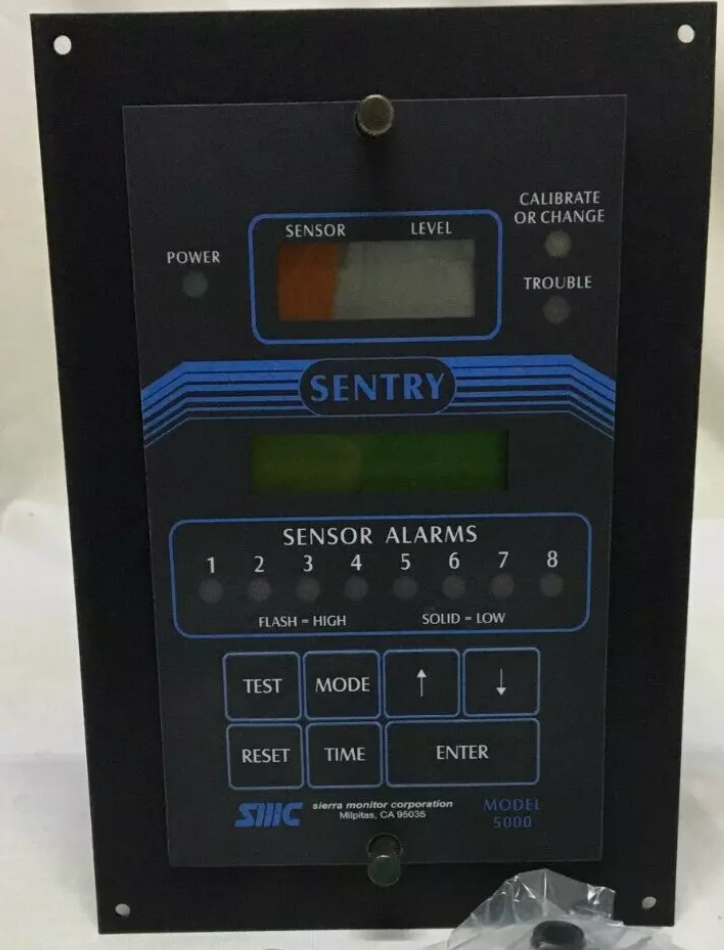 CALIBRATE
OR CHANGE
SENSOR LEVEL
POWER
TROUBLE
SENTRY
SENSOR ALARMS
1 2 3 4 5 6 7 8
FLASH = HIGH SOLID = LOW
TEST MODE ↑ ↓
RESET TIME ENTER
SMC sierra monitor corporation MODEL
Milpitas, CA 95035 5000